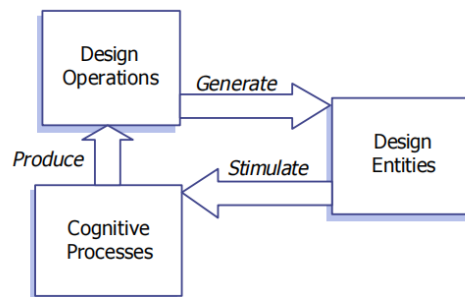 Design
Operations
Generate
Design
Entities
Produce
Stimulate
Cognitive
Processes